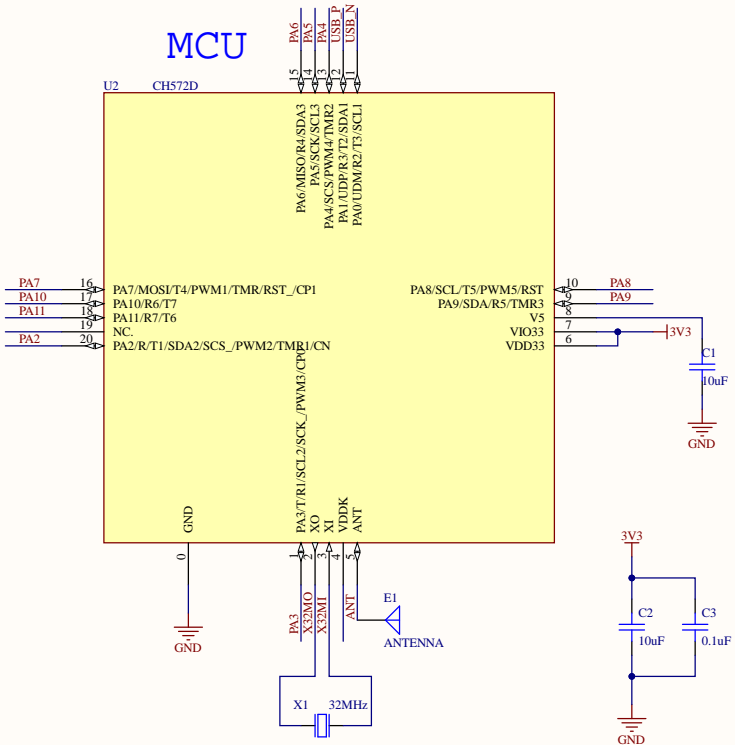 MCU
PA6
PA5
PA4
USB_P
USB_N
15
14
13
12
11
U2 CH572D
PA6/MISO/R4/SDA3
PA5/SCK/SCL3
PA4/SCS/PWM4/TMR2
PA1/UDP/R3/T2/SDA1
PA0/UDM/R2/T3/SCL1
PA7 16 PA7/MOSI/T4/PWM1/TMR/RST_/CP1
PA10 17 PA10/R6/T7
PA11 18 PA11/R7/T6
19 NC.
PA2 20 PA2/R/T1/SDA2/SCS_/PWM2/TMR1/CN
PA8/SCL/T5/PWM5/RST 10 PA8
PA9/SDA/R5/TMR3 9 PA9
V5 8
VIO33 7 3V3
VDD33 6
C1
10uF
GND
PA3/T/R1/SCL2/SCK_/PWM3/CP0
XO
XI
VDDK
ANT
GND
0
1
2
3
4
5
PA3
X32MO
X32MI
ANT
GND
E1
ANTENNA
X1 32MHz
3V3
C2 C3
10uF 0.1uF
GND